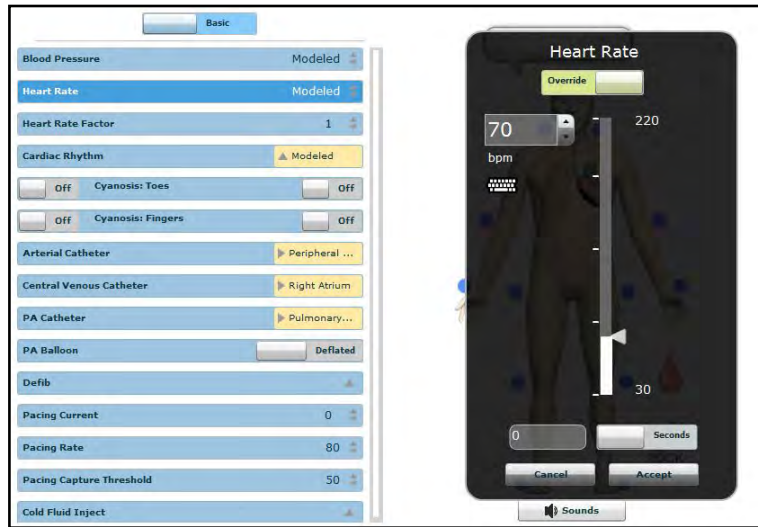 Basic
Blood Pressure Modeled
Heart Rate Modeled
Heart Rate Factor 1
Cardiac Rhythm Modeled
Off Cyanosis: Toes Off
Off Cyanosis: Fingers Off
Arterial Catheter Peripheral ...
Central Venous Catheter Right Atrium
PA Catheter Pulmonary...
PA Balloon Deflated
Defib
Pacing Current 0
Pacing Rate 80
Pacing Capture Threshold 50
Cold Fluid Inject
Heart Rate
Override
70
bpm
220
30
0 Seconds
Cancel Accept
Sounds